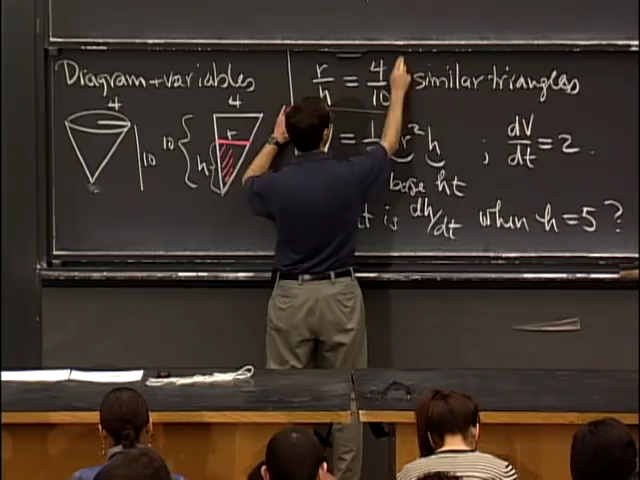 Diagram + variables
4
10
10
4
r
h
r/h = 4/10 similar triangles
= r² h ; dV/dt = 2 .
base ht
is dh/dt when h = 5 ?